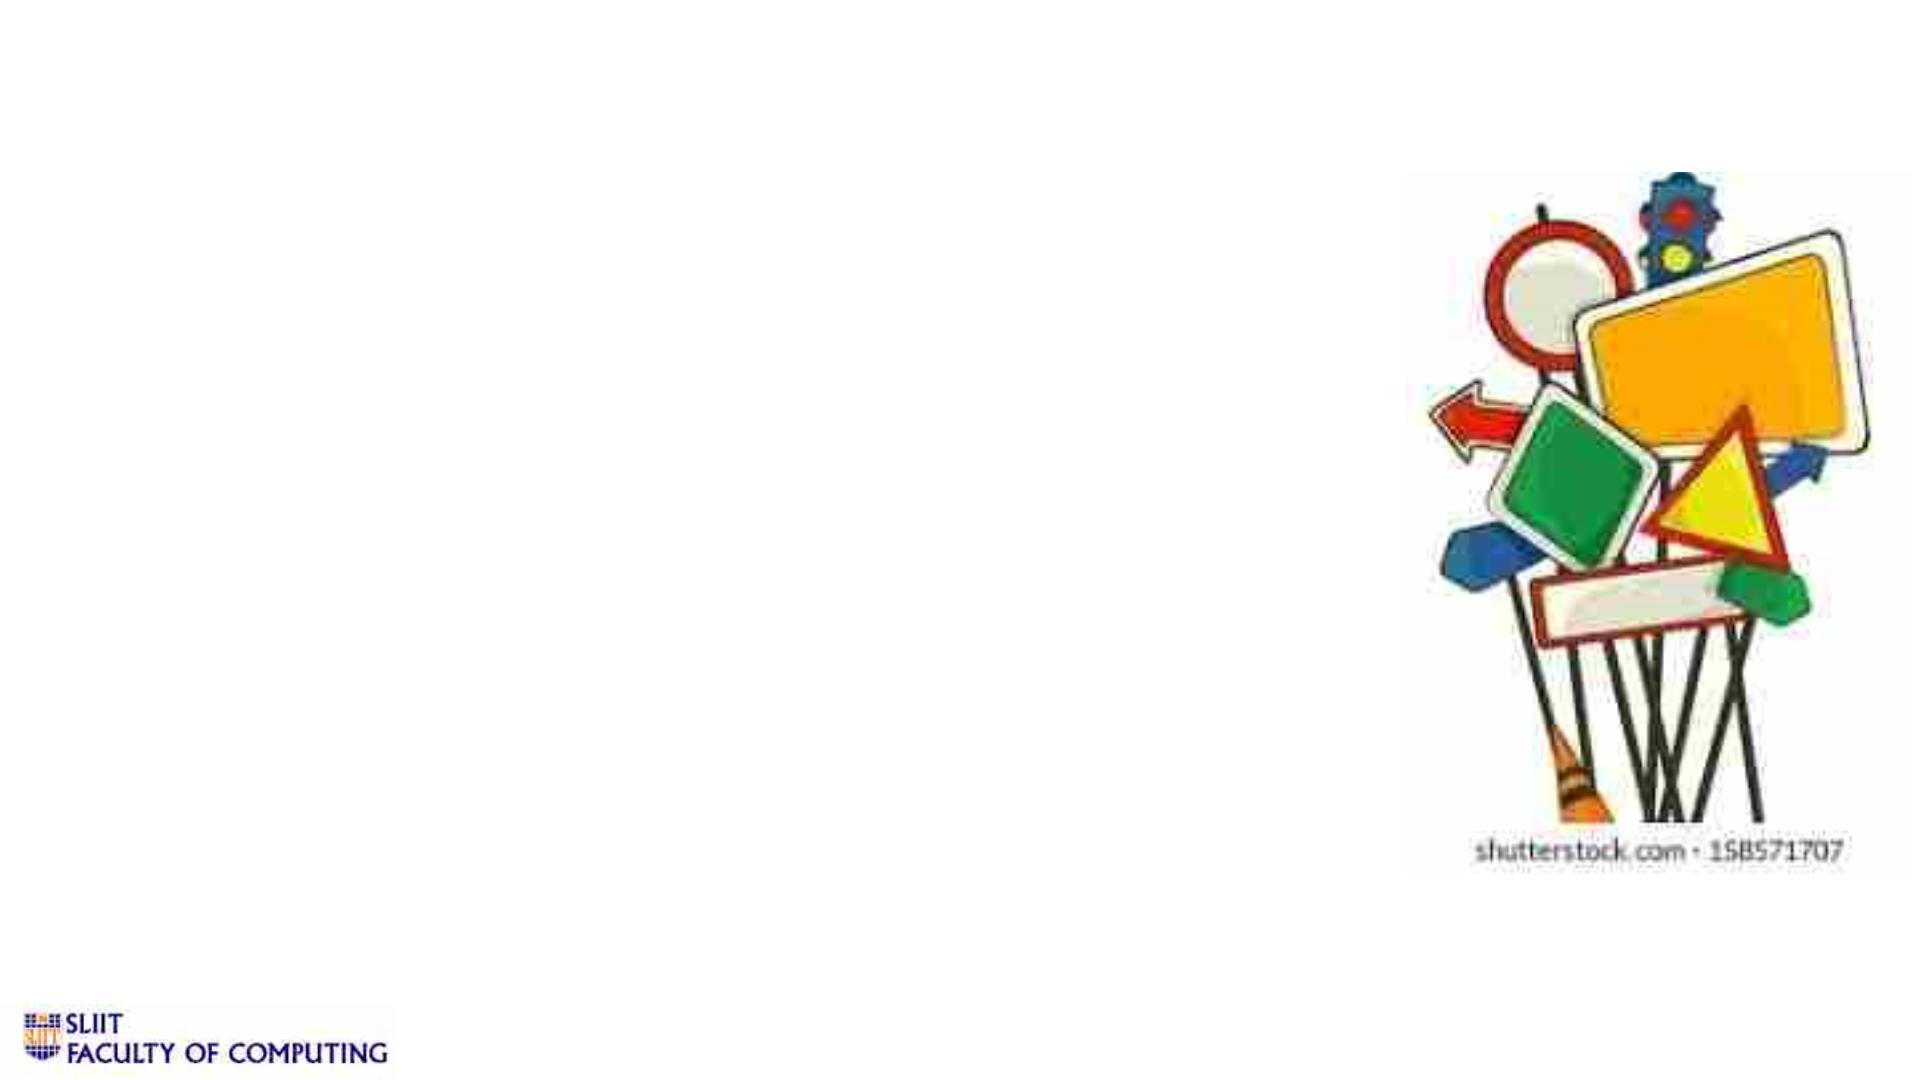 shutterstock.com · 158571707
SLIIT
FACULTY OF COMPUTING